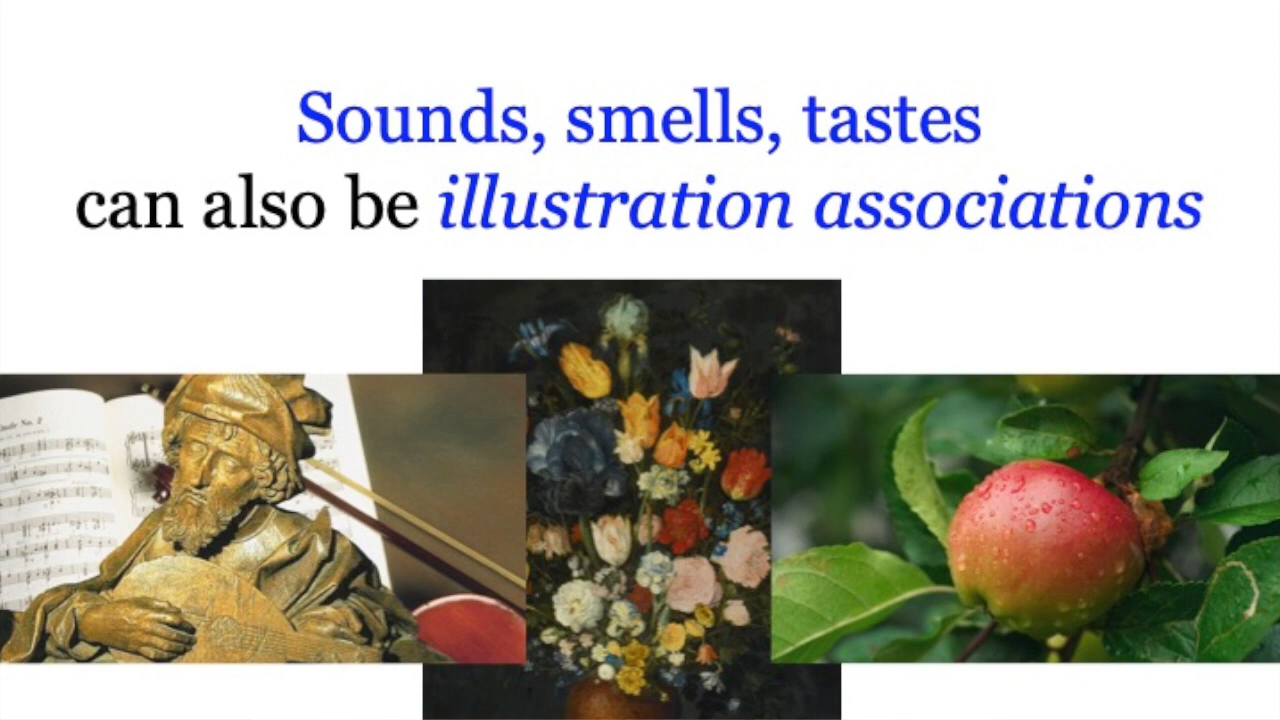 Sounds, smells, tastes
can also be illustration associations